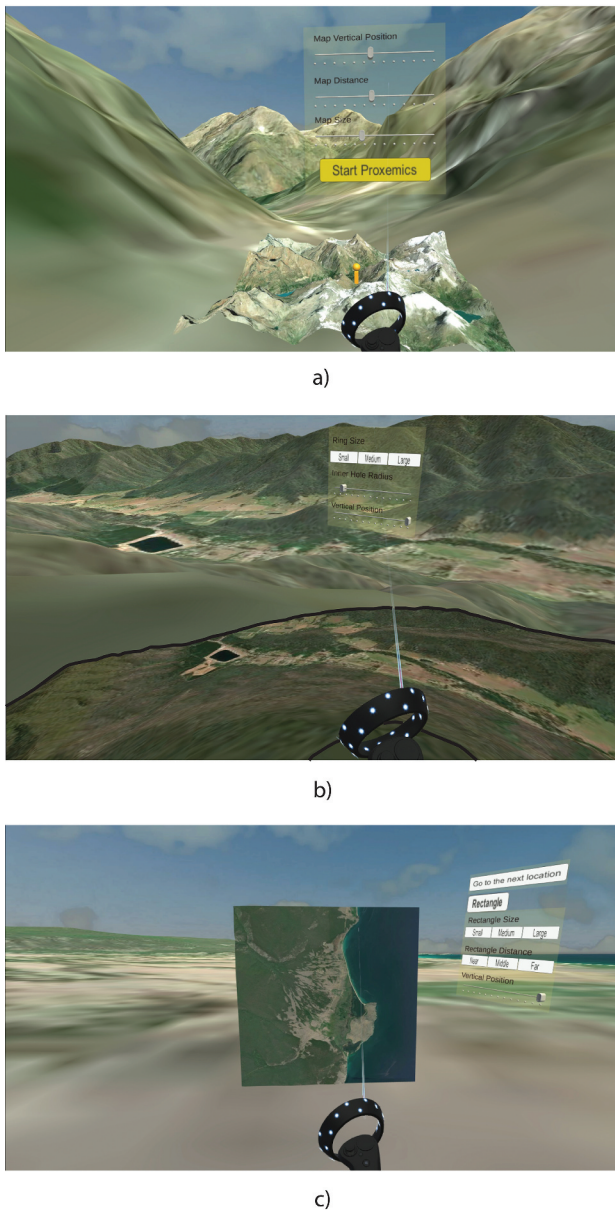 Map Vertical Position
Map Distance
Map Size
Start Proxemics
a)
Ring Size
Small Medium Large
Inner Hole Radius
Vertical Position
b)
Go to the next location
Rectangle
Rectangle Size
Small Medium Large
Rectangle Distance
Near Middle Far
Vertical Position
c)